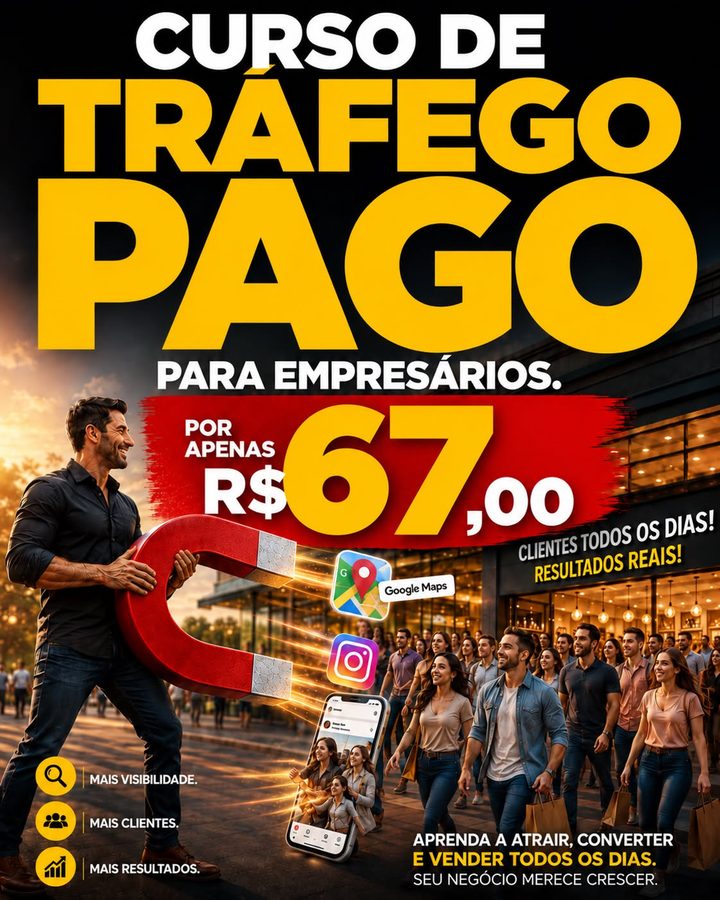 CURSO DE
TRÁFEGO
PAGO
PARA EMPRESÁRIOS.
POR
APENAS
R$67,00
CLIENTES TODOS OS DIAS!
RESULTADOS REAIS!
G
Google Maps
MAIS VISIBILIDADE.
MAIS CLIENTES.
MAIS RESULTADOS.
APRENDA A ATRAIR, CONVERTER
E VENDER TODOS OS DIAS.
SEU NEGÓCIO MERECE CRESCER.